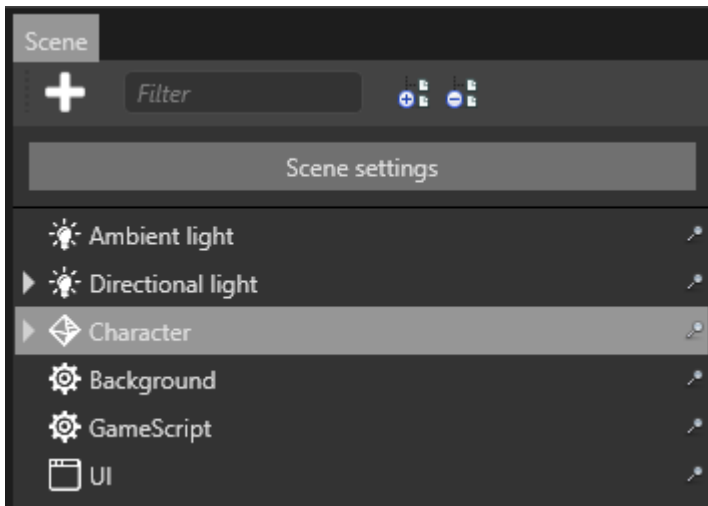 Scene
Filter
Scene settings
Ambient light
Directional light
Character
Background
GameScript
UI